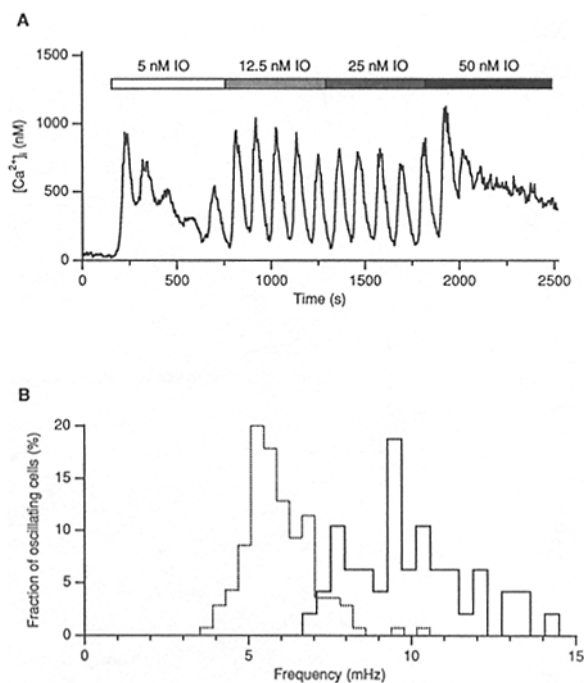 A
5 nM IO 12.5 nM IO 25 nM IO 50 nM IO
1500
1000
500
0
[Ca²⁺]ᵢ (nM)
0 500 1000 1500 2000 2500
Time (s)
B
20
15
10
5
0
Fraction of oscillating cells (%)
0 5 10 15
Frequency (mHz)